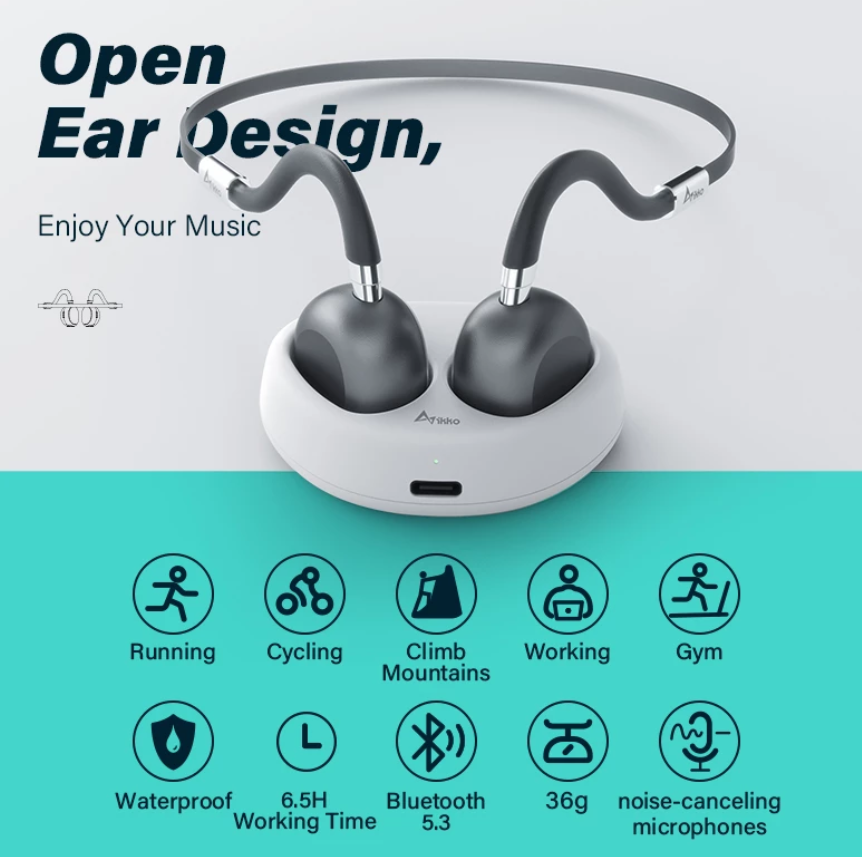 Open
Ear Design,
Enjoy Your Music
Arikko
Running
Cycling
Climb
Mountains
Working
Gym
Waterproof
6.5H
Working Time
Bluetooth
5.3
36g
noise-canceling
microphones